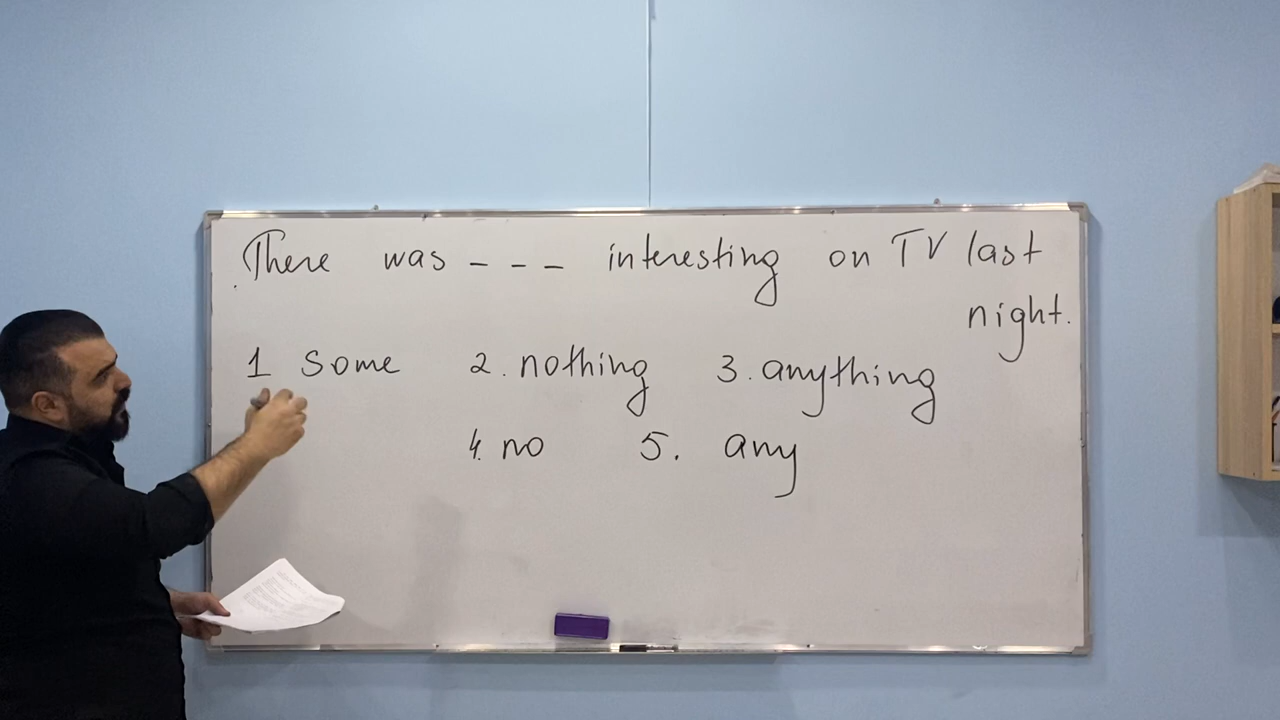 There was - - - interesting on TV last
night.
1 some 2. nothing 3. anything
4. no 5. any